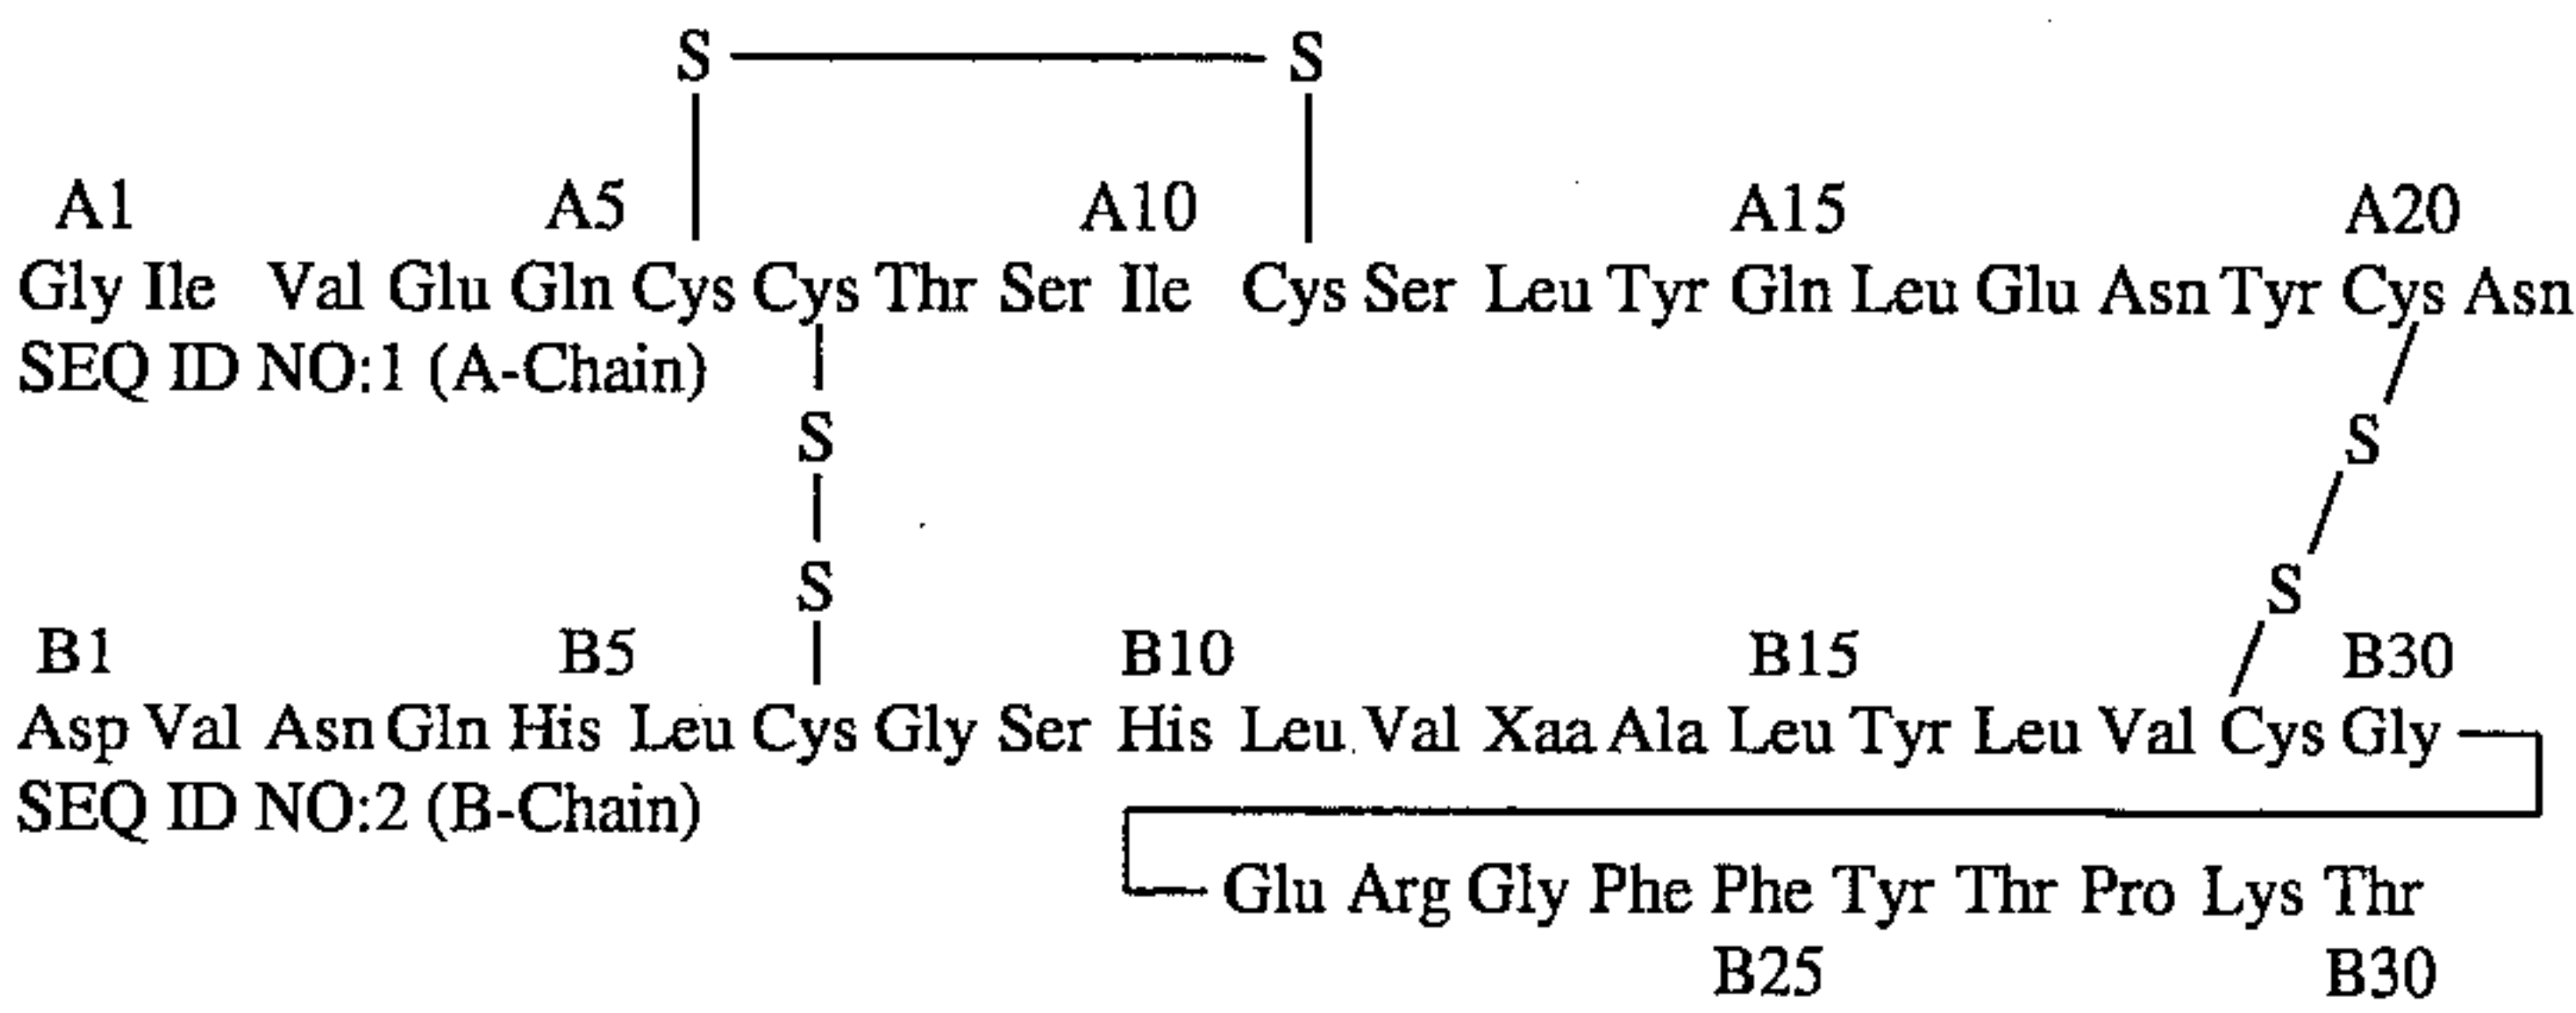 S S
A1 A5 A10 A15 A20
Gly Ile Val Glu Gln Cys Cys Thr Ser Ile Cys Ser Leu Tyr Gln Leu Glu Asn Tyr Cys Asn
SEQ ID NO:1 (A-Chain)
S S
S S
B1 B5 B10 B15 B30
Asp Val Asn Gln His Leu Cys Gly Ser His Leu Val Xaa Ala Leu Tyr Leu Val Cys Gly
SEQ ID NO:2 (B-Chain)
Glu Arg Gly Phe Phe Tyr Thr Pro Lys Thr
B25 B30